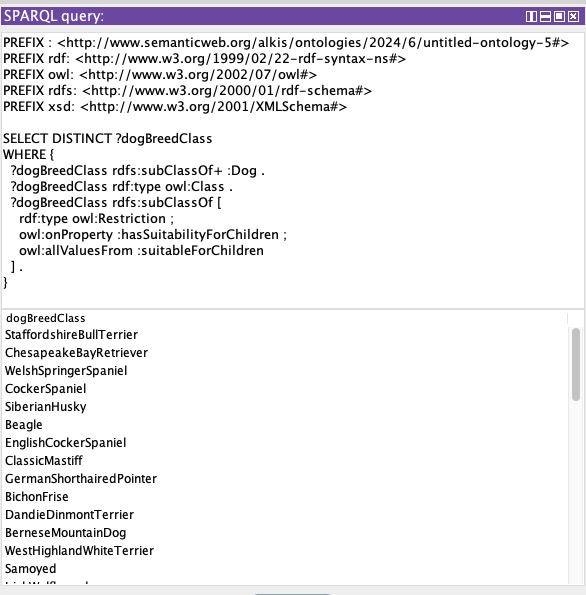 SPARQL query:
PREFIX : <http://www.semanticweb.org/alkis/ontologies/2024/6/untitled-ontology-5#>
PREFIX rdf: <http://www.w3.org/1999/02/22-rdf-syntax-ns#>
PREFIX owl: <http://www.w3.org/2002/07/owl#>
PREFIX rdfs: <http://www.w3.org/2000/01/rdf-schema#>
PREFIX xsd: <http://www.w3.org/2001/XMLSchema#>
SELECT DISTINCT ?dogBreedClass
WHERE {
?dogBreedClass rdfs:subClassOf+ :Dog .
?dogBreedClass rdf:type owl:Class .
?dogBreedClass rdfs:subClassOf [
rdf:type owl:Restriction ;
owl:onProperty :hasSuitabilityForChildren ;
owl:allValuesFrom :suitableForChildren
] .
}
dogBreedClass
StaffordshireBullTerrier
ChesapeakeBayRetriever
WelshSpringerSpaniel
CockerSpaniel
SiberianHusky
Beagle
EnglishCockerSpaniel
ClassicMastiff
GermanShorthairedPointer
BichonFrise
DandieDinmontTerrier
BerneseMountainDog
WestHighlandWhiteTerrier
Samoyed